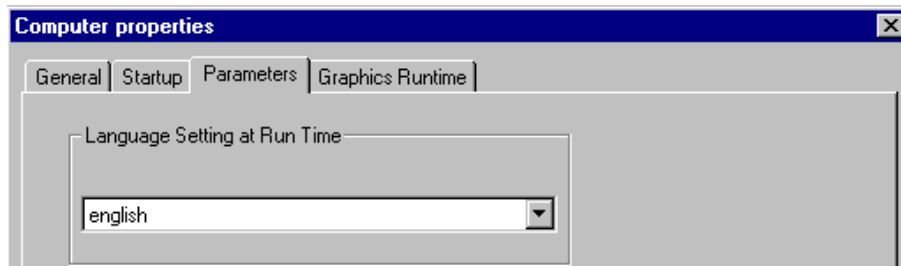 Computer properties
General Startup Parameters Graphics Runtime
Language Setting at Run Time
english